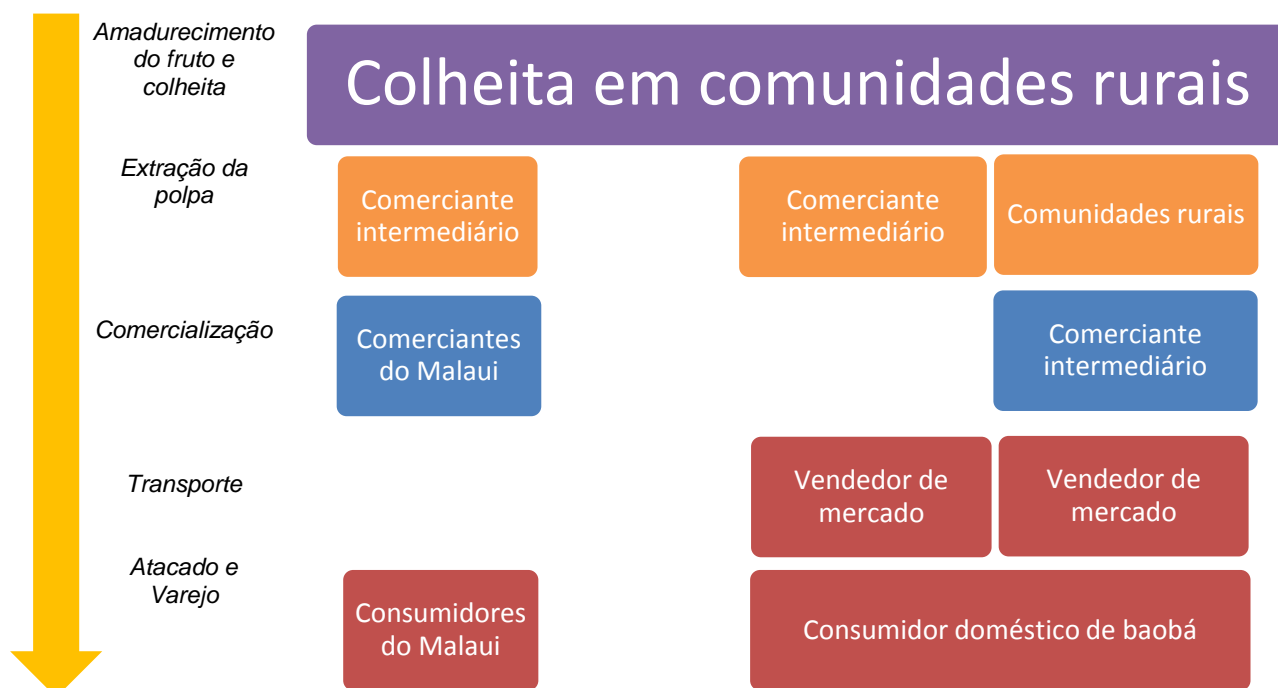 Amadurecimento
do fruto e
colheita
Colheita em comunidades rurais
Extração da
polpa
Comerciante
intermediário
Comerciante
intermediário
Comunidades rurais
Comercialização
Comerciantes
do Malaui
Comerciante
intermediário
Transporte
Vendedor de
mercado
Vendedor de
mercado
Atacado e
Varejo
Consumidores
do Malaui
Consumidor doméstico de baobá